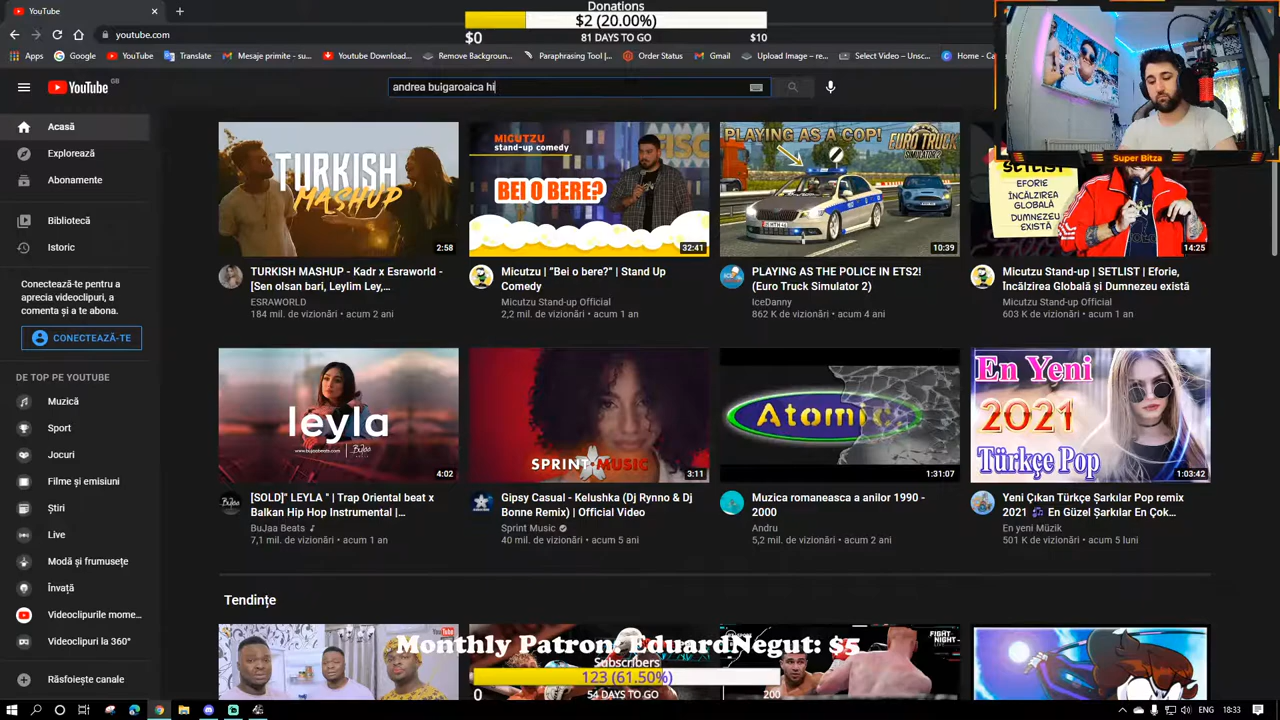 YouTube
Donations
$2 (20.00%)
$0
81 DAYS TO GO
$10
youtube.com
Apps
Acasă
Google
YouTube
Translate
Mesaje primite - su...
Youtube Download...
Remove Backgroun...
Paraphrasing Tool |...
Order Status
Gmail
Upload Image – re...
Select Video – Unsc...
Home - Ca
YouTube
GB
andrea buigaroaica hi
Super Bitza
Acasă
Explorează
Abonamente
Bibliotecă
Istoric
Conectează-te pentru a
aprecia videoclipuri, a
comenta și a te abona.
CONECTEAZĂ-TE
DE TOP PE YOUTUBE
Muzică
Sport
Jocuri
Filme și emisiuni
Știri
Live
Modă și frumusețe
Învață
Videoclipurile mome...
Videoclipuri la 360°
Răsfoiește canale
TURKISH
MASHUP
2:58
TURKISH MASHUP - Kadr x Esraworld -
[Sen olsan bari, Leylim Ley,...
ESRAWORLD
184 mil. de vizionări • acum 2 ani
MICUTZU
stand-up comedy
BEI O BERE?
32:41
Micutzu | "Bei o bere?" | Stand Up
Comedy
Micutzu Stand-up Official
2,2 mil. de vizionări • acum 1 an
PLAYING AS A COP!
EURO TRUCK
SIMULATOR 2
10:39
PLAYING AS THE POLICE IN ETS2!
(Euro Truck Simulator 2)
IceDanny
862 K de vizionări • acum 4 ani
SETLIST
EFORIE
ÎNCĂLZIREA
GLOBALĂ
DUMNEZEU
EXISTĂ
14:25
Micutzu Stand-up | SETLIST | Eforie,
Încălzirea Globală și Dumnezeu există
Micutzu Stand-up Official
603 K de vizionări • acum 1 an
leyla
www.bujaabeats.com
4:02
[SOLD]" LEYLA " | Trap Oriental beat x
Balkan Hip Hop Instrumental |...
BuJaa Beats
7,1 mil. de vizionări • acum 1 an
SPRINT MUSIC
3:11
Gipsy Casual - Kelushka (Dj Rynno & Dj
Bonne Remix) | Official Video
Sprint Music
40 mil. de vizionări • acum 5 ani
Atomic
1:31:07
Muzica romaneasca a anilor 1990 -
2000
Andru
5,2 mil. de vizionări • acum 2 ani
En Yeni
2021
Türkçe Pop
1:03:42
Yeni Çıkan Türkçe Şarkılar Pop remix
2021 En Güzel Şarkılar En Çok...
En yeni Müzik
501 K de vizionări • acum 5 luni
Tendințe
YouTube
FIGHT
NIGHT
Monthly Patron: EduardNegut: $5
Subscribers
123 (61.50%)
0
54 DAYS TO GO
200
ENG
18:33